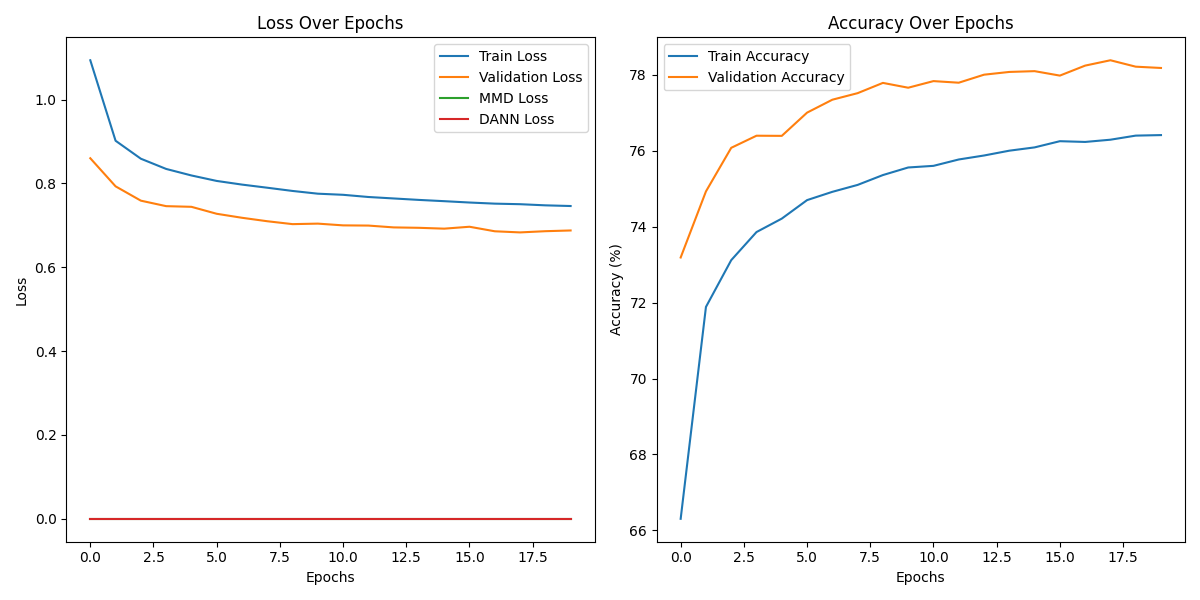 Loss Over Epochs
Train Loss
Validation Loss
MMD Loss
DANN Loss
1.0
0.8
0.6
0.4
0.2
0.0
Loss
0.0 2.5 5.0 7.5 10.0 12.5 15.0 17.5
Epochs
Accuracy Over Epochs
Train Accuracy
Validation Accuracy
78
76
74
72
70
68
66
Accuracy (%)
0.0 2.5 5.0 7.5 10.0 12.5 15.0 17.5
Epochs